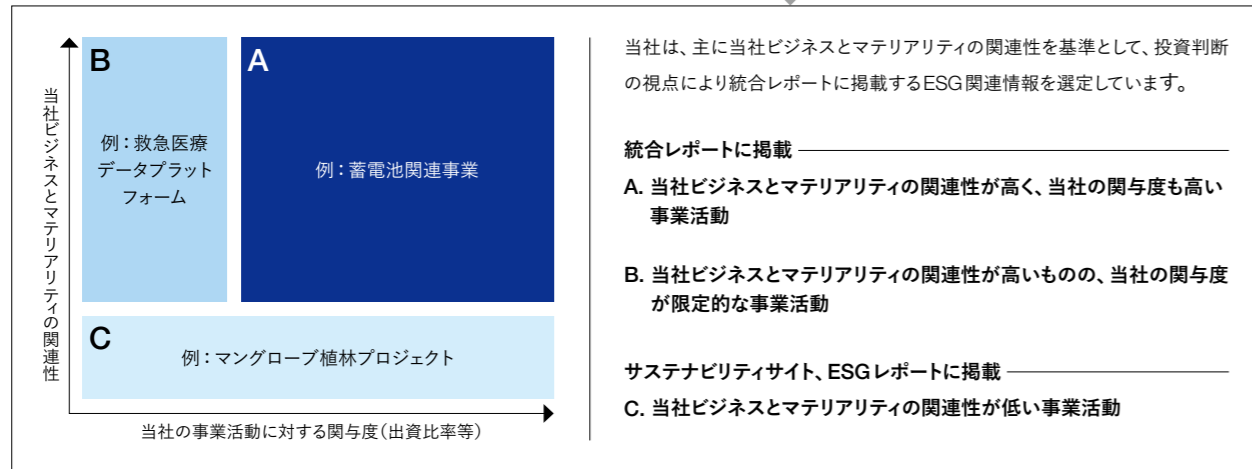 当社ビジネスとマテリアリティの関連性
B
例：救急医療
データプラット
フォーム
A
例：蓄電池関連事業
C
例：マングローブ植林プロジェクト
当社の事業活動に対する関与度（出資比率等）
当社は、主に当社ビジネスとマテリアリティの関連性を基準として、投資判断
の視点により統合レポートに掲載するESG関連情報を選定しています。
統合レポートに掲載
A. 当社ビジネスとマテリアリティの関連性が高く、当社の関与度も高い
事業活動
B. 当社ビジネスとマテリアリティの関連性が高いものの、当社の関与度
が限定的な事業活動
サステナビリティサイト、ESGレポートに掲載
C. 当社ビジネスとマテリアリティの関連性が低い事業活動